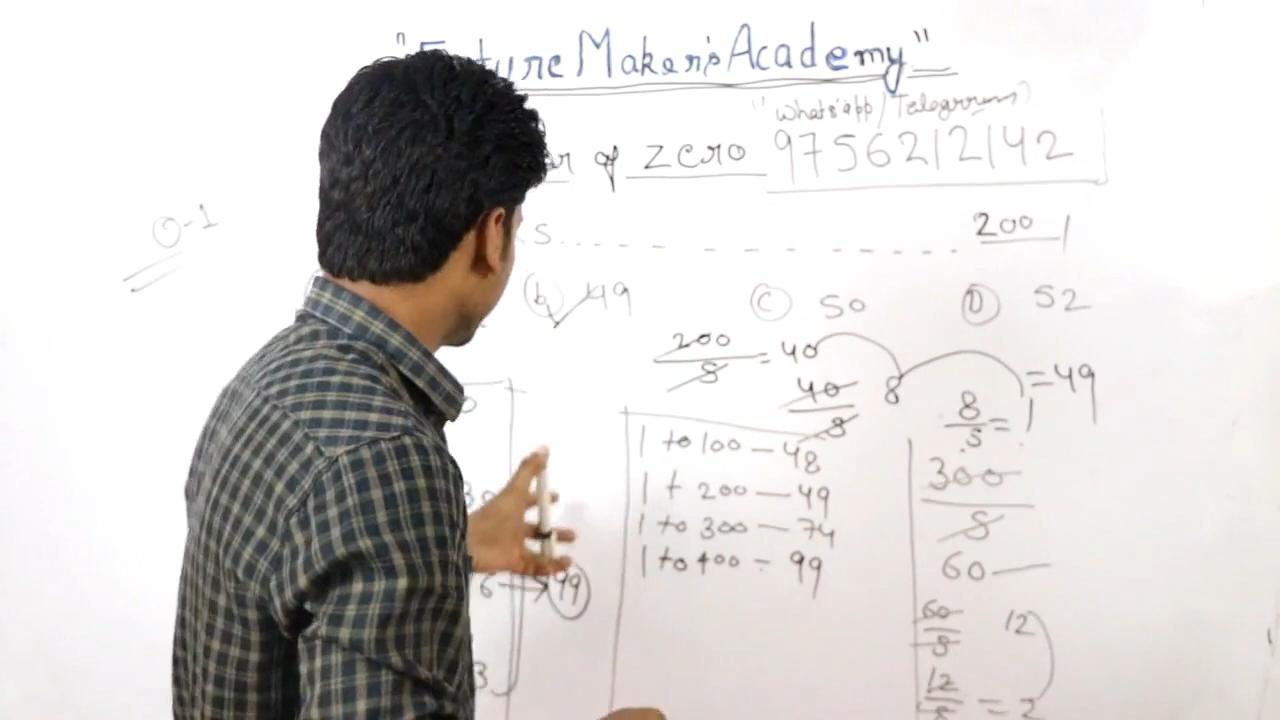 "Future Maker's Academy"
"Whatsapp/Telegram)
of zero 9756212142
Q-1
5 .................... 200
(b) 49 (C) 50 (D) 52
200/5 = 40
40/5 8
8/5 = 1 = 49
1 to 100 — 48
1 t 200 — 49
1 to 300 — 74
1 to 400 - 99
6 → 99
300/5
60 —
60/5 12
12/5 = 2